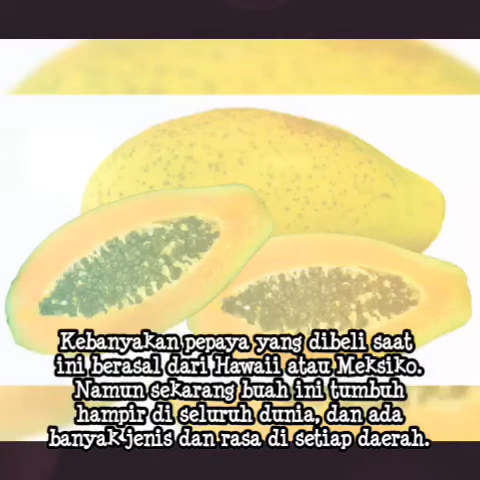 Kebanyakan pepaya yang dibeli saat
ini berasal dari Hawaii atau Meksiko.
Namun sekarang buah ini tumbuh
hampir di seluruh dunia, dan ada
banyak jenis dan rasa di setiap daerah.